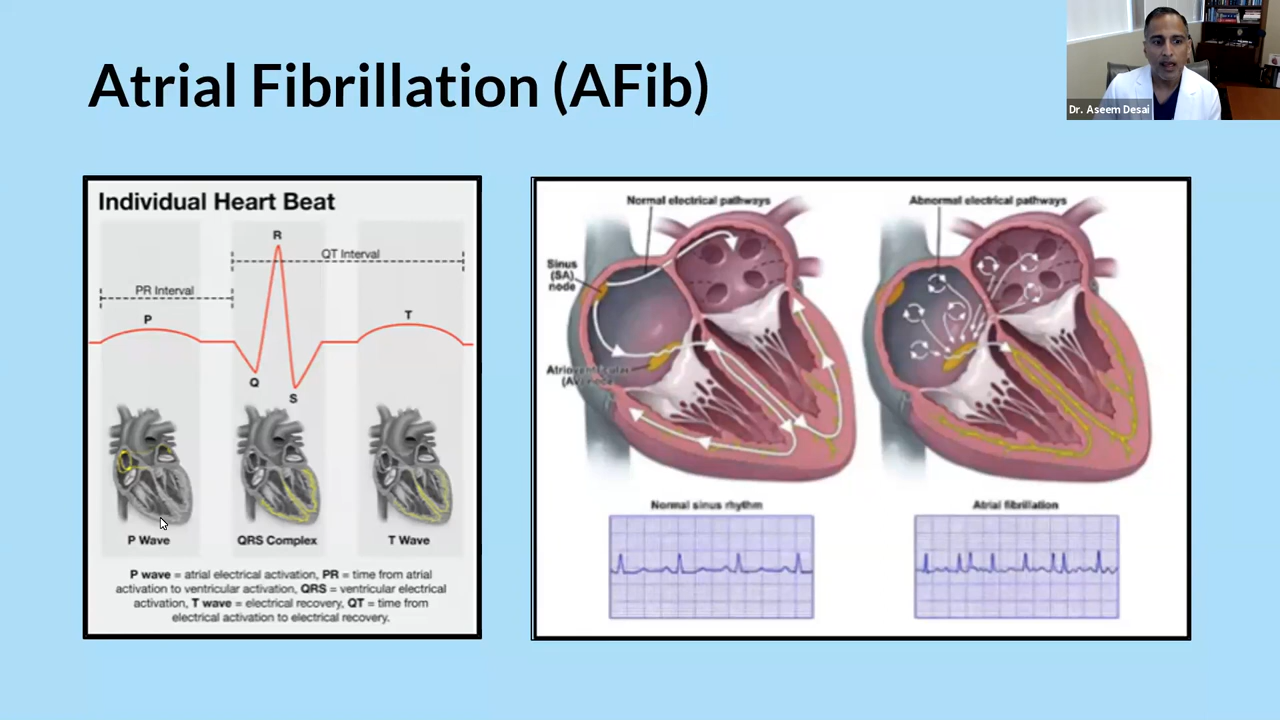 Atrial Fibrillation (AFib)
Dr. Aseem Desai
Individual Heart Beat
R
QT Interval
PR Interval
P
T
Q
S
P Wave
QRS Complex
T Wave
P wave = atrial electrical activation, PR = time from atrial
activation to ventricular activation, QRS = ventricular electrical
activation, T wave = electrical recovery, QT = time from
electrical activation to electrical recovery.
Normal electrical pathways
Sinus
(SA)
node
Atrioventricular
(AV) node
Normal sinus rhythm
Abnormal electrical pathways
Atrial fibrillation